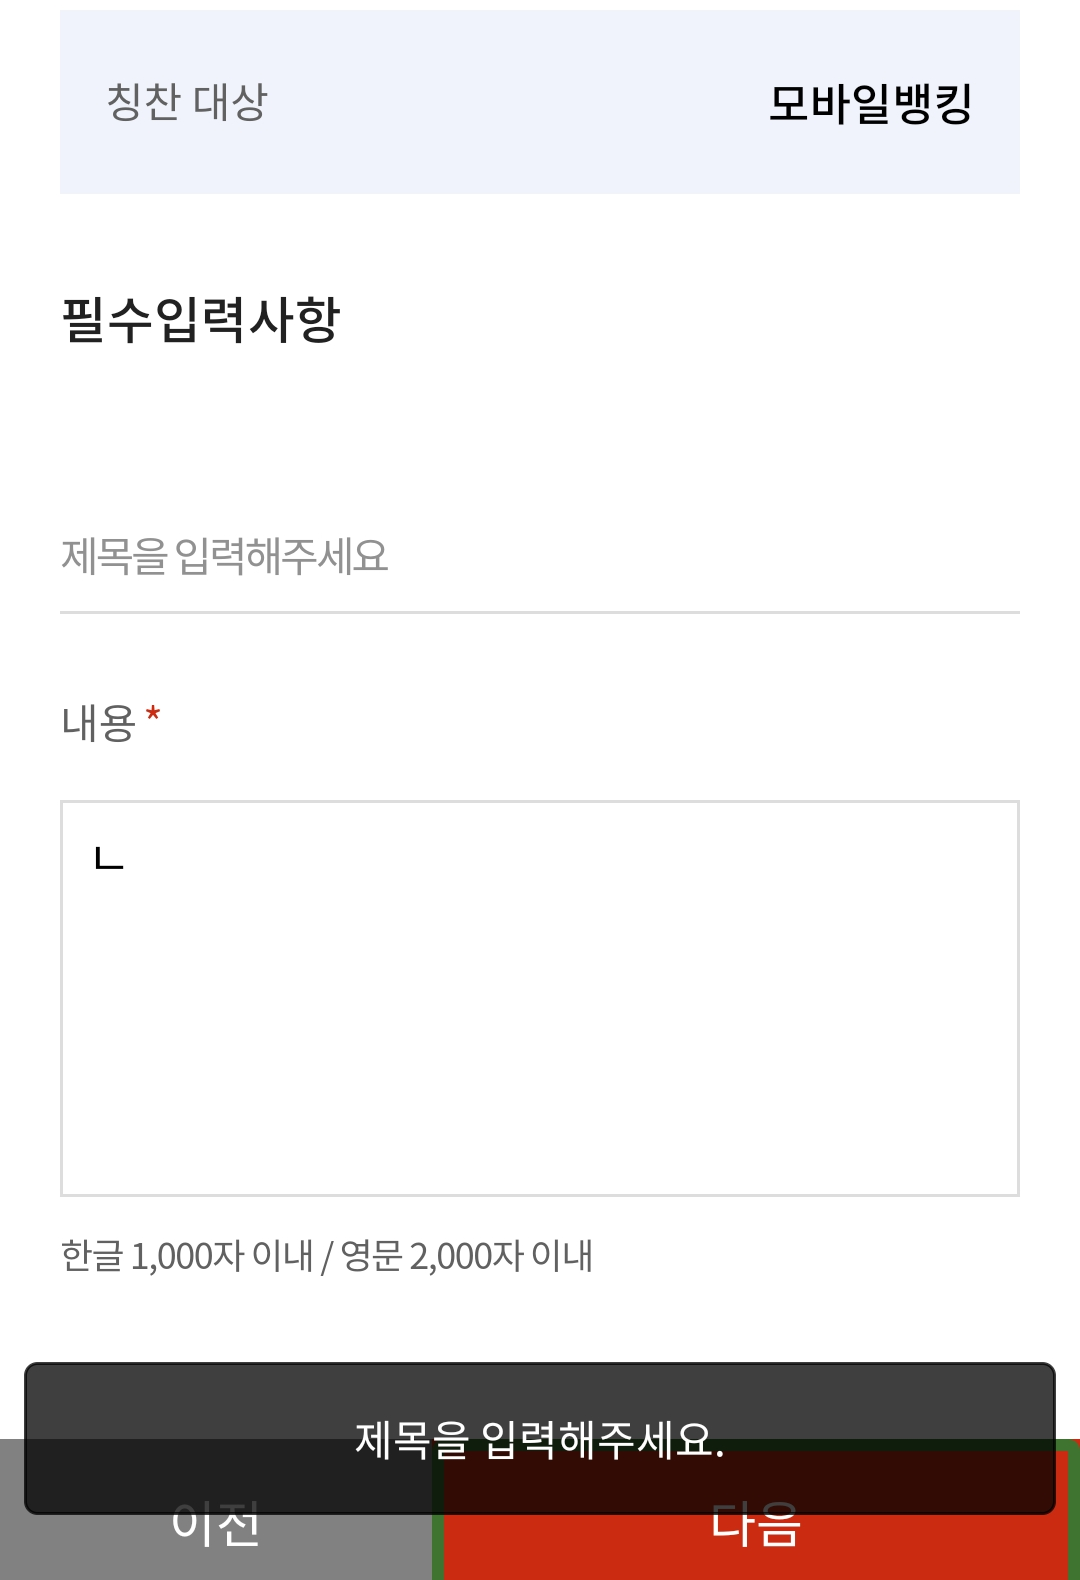 칭찬 대상 모바일뱅킹
필수입력사항
제목을 입력해주세요
내용 *
ㄴ
한글 1,000자 이내 / 영문 2,000자 이내
제목을 입력해주세요.
이전 다음